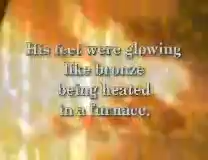 His feet were glowing
like bronze
being heated
in a furnace.